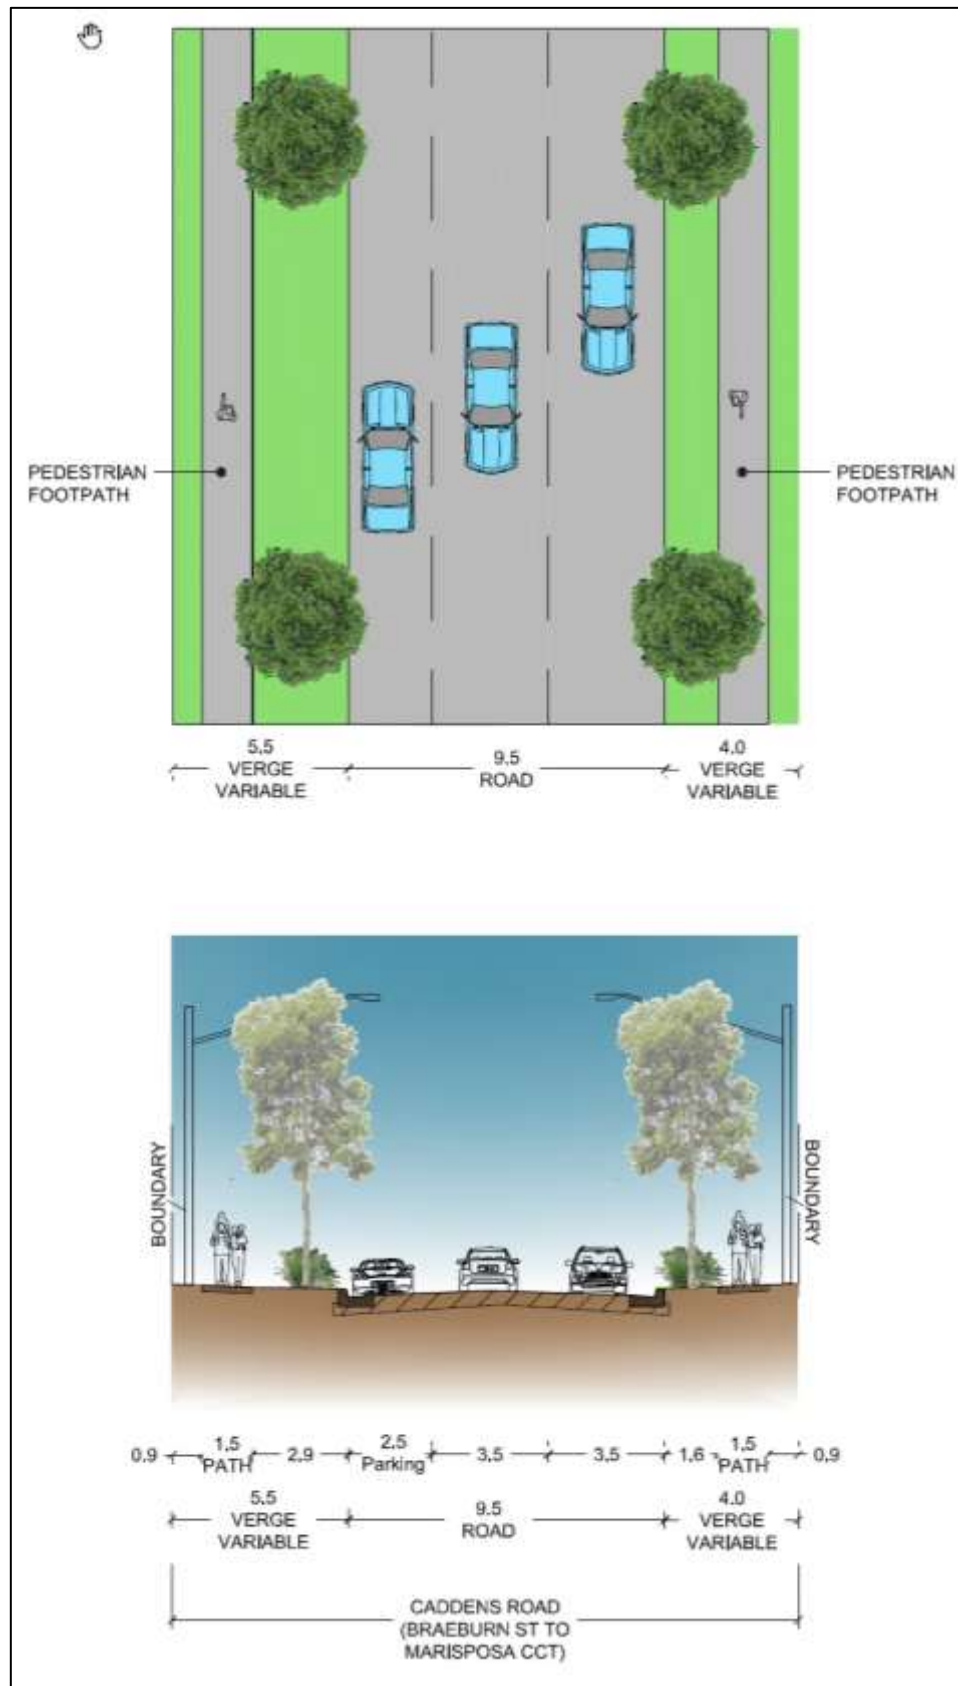 PEDESTRIAN
FOOTPATH
PEDESTRIAN
FOOTPATH
5.5
VERGE
VARIABLE
9.5
ROAD
4.0
VERGE
VARIABLE
BOUNDARY
BOUNDARY
0.9
1.5
PATH
2.9
2.5
Parking
3.5
3.5
1.6
1.5
PATH
0.9
5.5
VERGE
VARIABLE
9.5
ROAD
4.0
VERGE
VARIABLE
CADDENS ROAD
(BRAEBURN ST TO
MARISPOSA CCT)